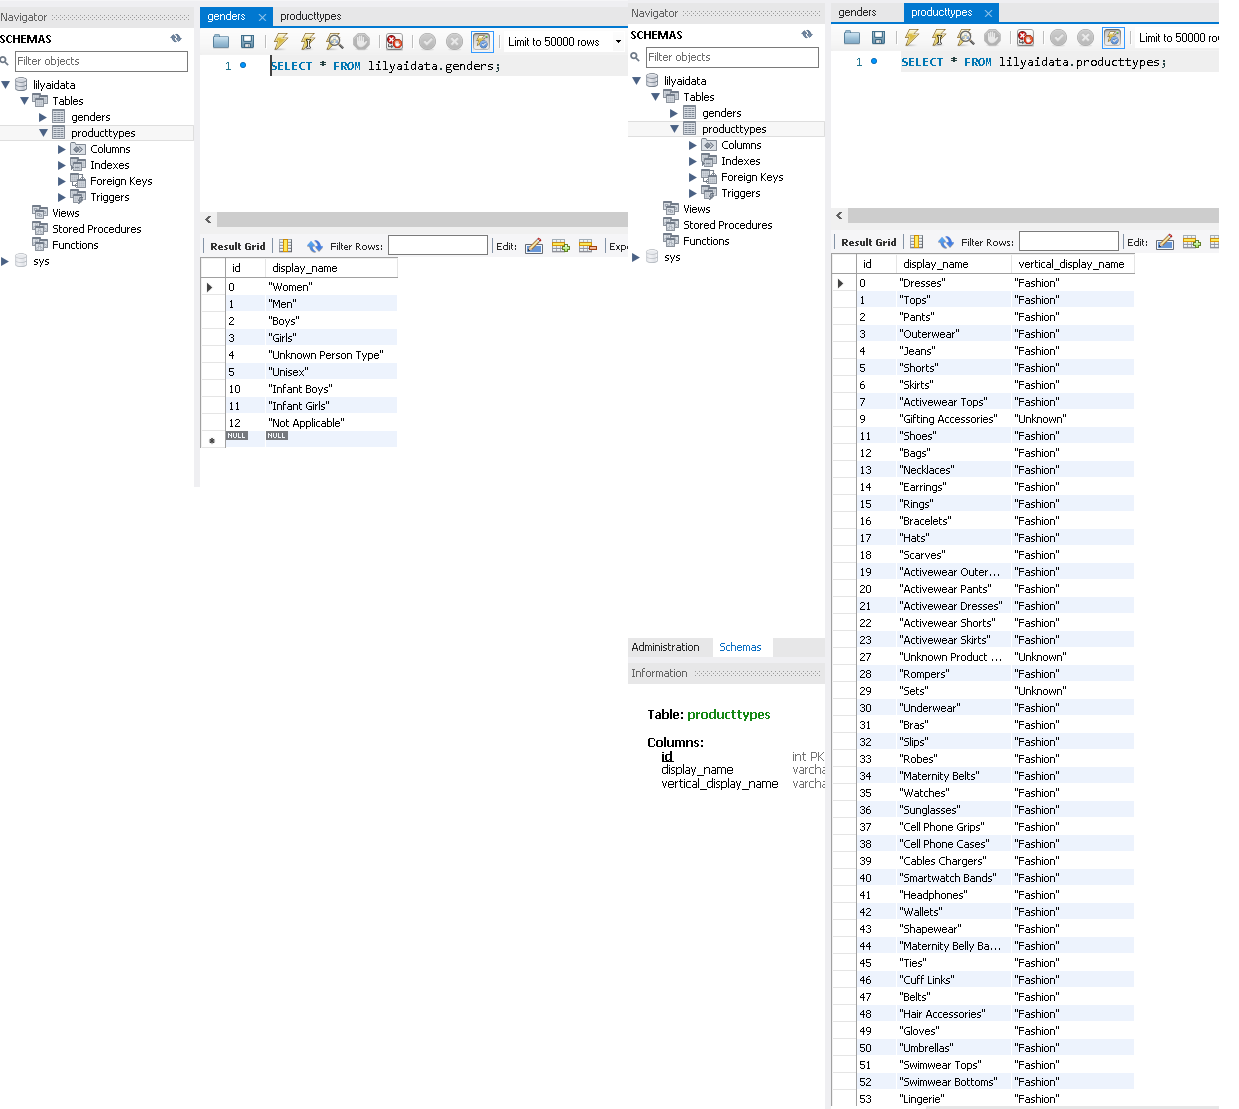 Navigator
SCHEMAS
Filter objects
lilyaidata
Tables
genders
producttypes
Columns
Indexes
Foreign Keys
Triggers
Views
Stored Procedures
Functions
sys
genders producttypes
Limit to 50000 rows
1 SELECT * FROM lilyaidata.genders;
Result Grid Filter Rows: Edit:
id display_name
0 "Women"
1 "Men"
2 "Boys"
3 "Girls"
4 "Unknown Person Type"
5 "Unisex"
10 "Infant Boys"
11 "Infant Girls"
12 "Not Applicable"
NULL NULL
Navigator
SCHEMAS
Filter objects
lilyaidata
Tables
genders
producttypes
Columns
Indexes
Foreign Keys
Triggers
Views
Stored Procedures
Functions
sys
Administration Schemas
Information
Table: producttypes
Columns:
id int PK
display_name varcha
vertical_display_name varcha
genders producttypes
Limit to 50000
1 SELECT * FROM lilyaidata.producttypes;
Result Grid Filter Rows: Edit:
id display_name vertical_display_name
0 "Dresses" "Fashion"
1 "Tops" "Fashion"
2 "Pants" "Fashion"
3 "Outerwear" "Fashion"
4 "Jeans" "Fashion"
5 "Shorts" "Fashion"
6 "Skirts" "Fashion"
7 "Activewear Tops" "Fashion"
9 "Gifting Accessories" "Unknown"
11 "Shoes" "Fashion"
12 "Bags" "Fashion"
13 "Necklaces" "Fashion"
14 "Earrings" "Fashion"
15 "Rings" "Fashion"
16 "Bracelets" "Fashion"
17 "Hats" "Fashion"
18 "Scarves" "Fashion"
19 "Activewear Outer... "Fashion"
20 "Activewear Pants" "Fashion"
21 "Activewear Dresses" "Fashion"
22 "Activewear Shorts" "Fashion"
23 "Activewear Skirts" "Fashion"
27 "Unknown Product ... "Unknown"
28 "Rompers" "Fashion"
29 "Sets" "Unknown"
30 "Underwear" "Fashion"
31 "Bras" "Fashion"
32 "Slips" "Fashion"
33 "Robes" "Fashion"
34 "Maternity Belts" "Fashion"
35 "Watches" "Fashion"
36 "Sunglasses" "Fashion"
37 "Cell Phone Grips" "Fashion"
38 "Cell Phone Cases" "Fashion"
39 "Cables Chargers" "Fashion"
40 "Smartwatch Bands" "Fashion"
41 "Headphones" "Fashion"
42 "Wallets" "Fashion"
43 "Shapewear" "Fashion"
44 "Maternity Belly Ba... "Fashion"
45 "Ties" "Fashion"
46 "Cuff Links" "Fashion"
47 "Belts" "Fashion"
48 "Hair Accessories" "Fashion"
49 "Gloves" "Fashion"
50 "Umbrellas" "Fashion"
51 "Swimwear Tops" "Fashion"
52 "Swimwear Bottoms" "Fashion"
53 "Lingerie" "Fashion"